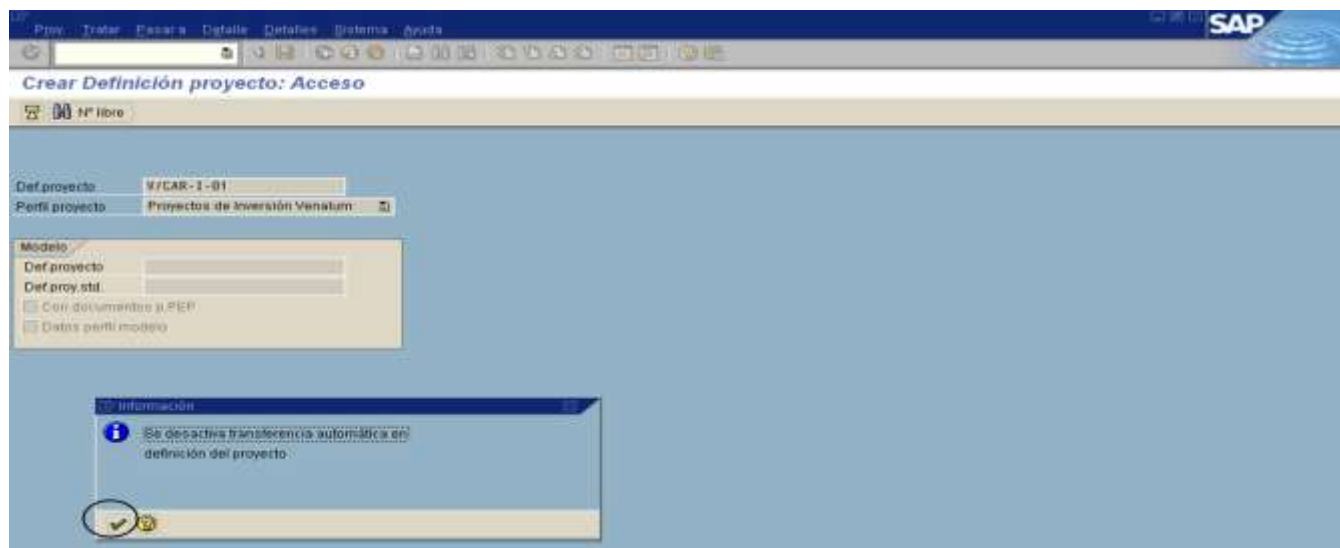 Proy. Tratar Pasar a Detalle Detalles Sistema Ayuda
SAP
Crear Definición proyecto: Acceso
Nº libre
Def.proyecto V/CAR-I-01
Perfil proyecto Proyectos de Inversión Venalum
Modelo
Def.proyecto
Def.proy.std.
Con documentos p.PEP
Datos perfil modelo
Información
Se desactiva transferencia automática en
definición del proyecto